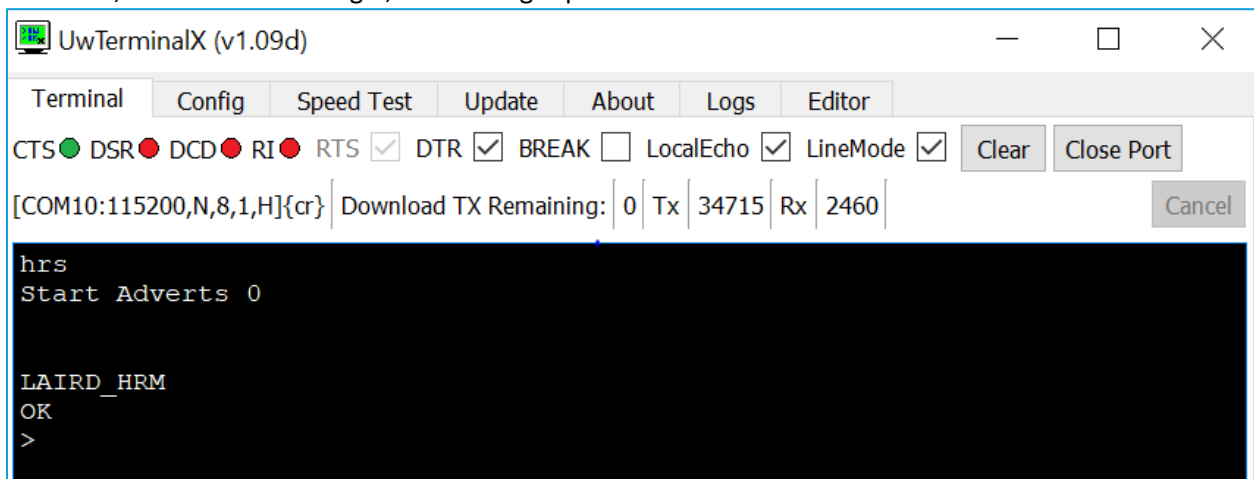 UwTerminalX (v1.09d)
Terminal Config Speed Test Update About Logs Editor
CTS DSR DCD RI RTS DTR BREAK LocalEcho LineMode Clear Close Port
[COM10:115200,N,8,1,H]{cr} Download TX Remaining: 0 Tx 34715 Rx 2460 Cancel
hrs
Start Adverts 0
LAIRD_HRM
OK
>